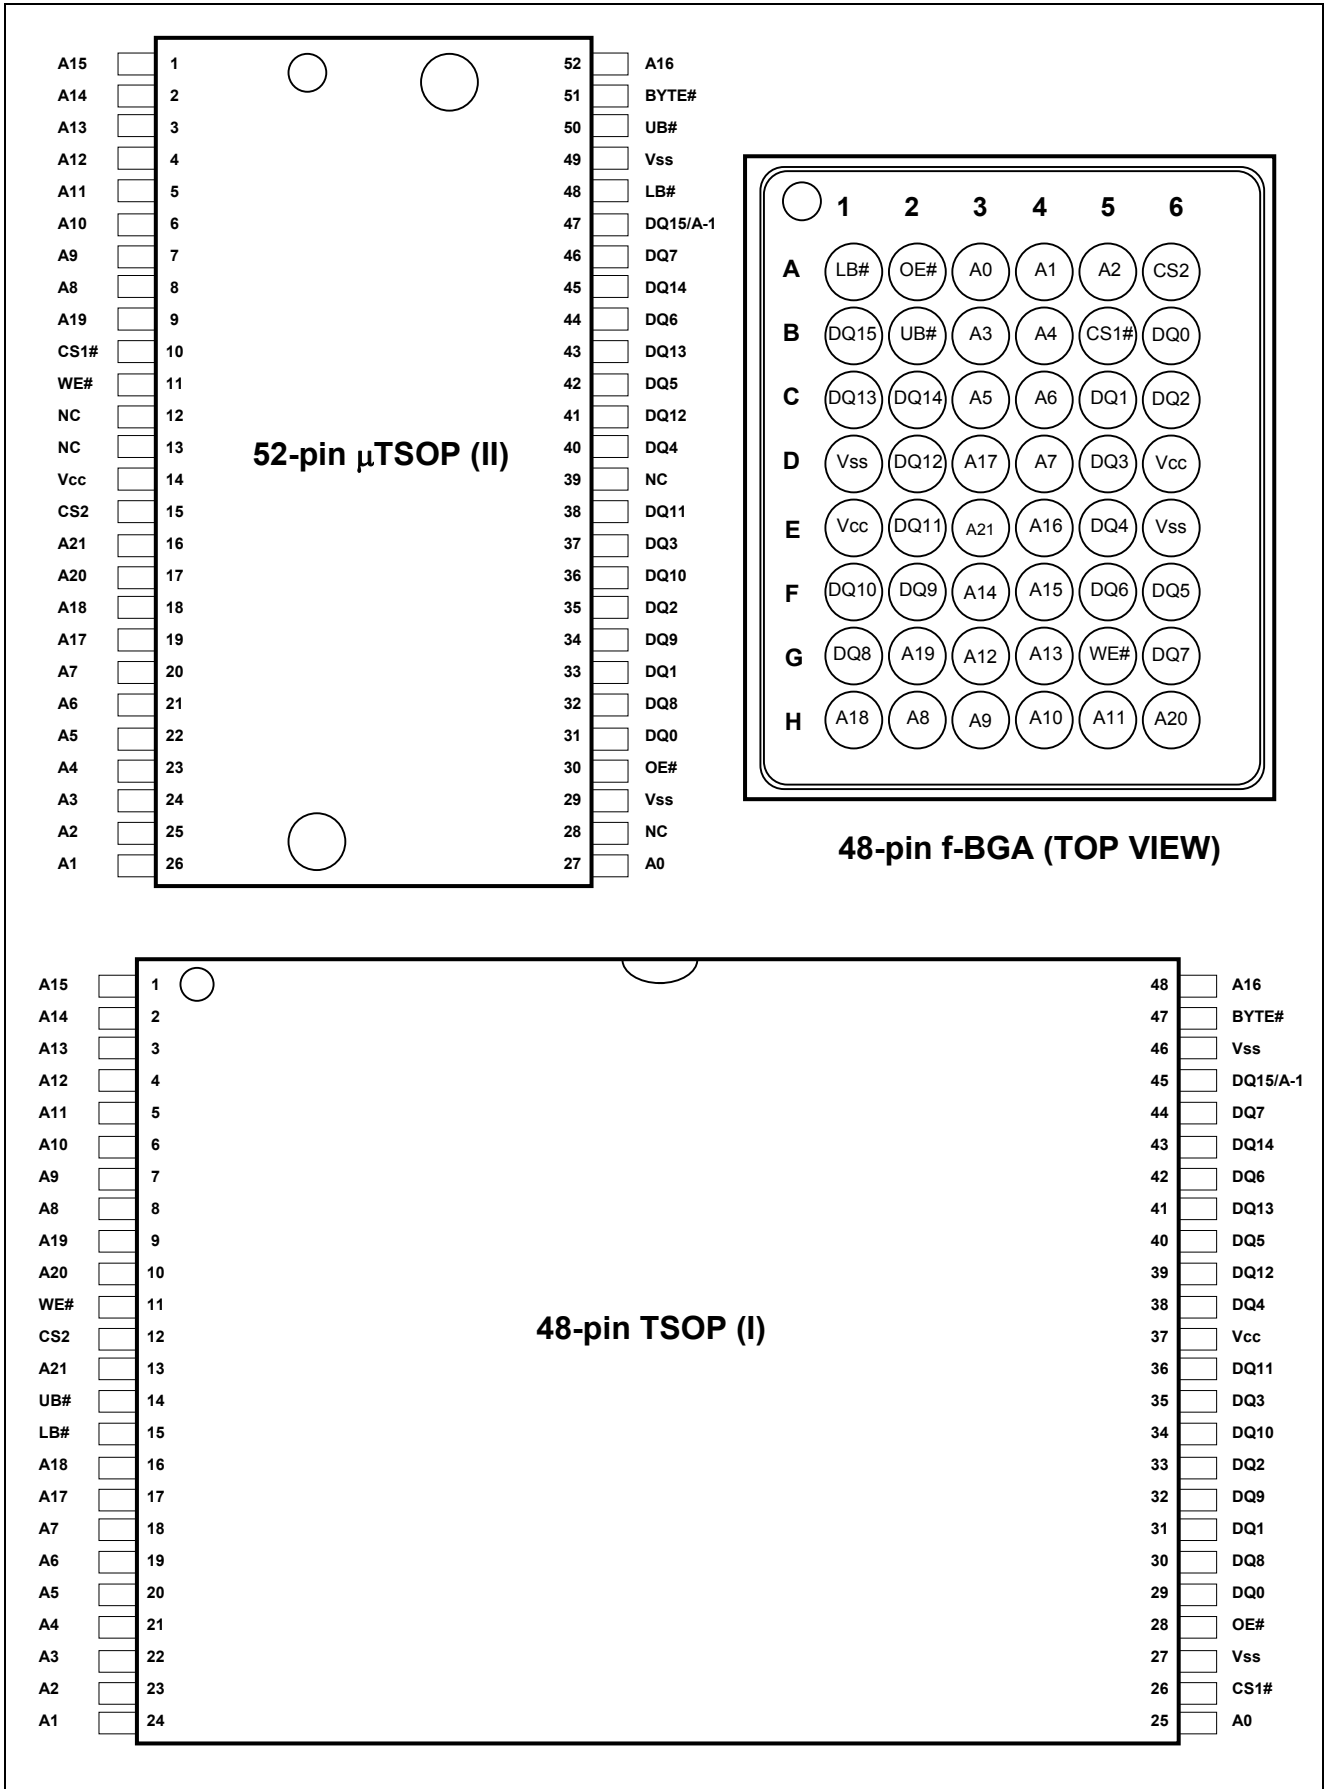 A15 1 52 A16
A14 2 51 BYTE#
A13 3 50 UB#
A12 4 49 Vss
A11 5 48 LB#
A10 6 47 DQ15/A-1
A9 7 46 DQ7
A8 8 45 DQ14
A19 9 44 DQ6
CS1# 10 43 DQ13
WE# 11 42 DQ5
NC 12 41 DQ12
NC 13 40 DQ4
52-pin μTSOP (II)
Vcc 14 39 NC
CS2 15 38 DQ11
A21 16 37 DQ3
A20 17 36 DQ10
A18 18 35 DQ2
A17 19 34 DQ9
A7 20 33 DQ1
A6 21 32 DQ8
A5 22 31 DQ0
A4 23 30 OE#
A3 24 29 Vss
A2 25 28 NC
A1 26 27 A0
1 2 3 4 5 6
A LB# OE# A0 A1 A2 CS2
B DQ15 UB# A3 A4 CS1# DQ0
C DQ13 DQ14 A5 A6 DQ1 DQ2
D Vss DQ12 A17 A7 DQ3 Vcc
E Vcc DQ11 A21 A16 DQ4 Vss
F DQ10 DQ9 A14 A15 DQ6 DQ5
G DQ8 A19 A12 A13 WE# DQ7
H A18 A8 A9 A10 A11 A20
48-pin f-BGA (TOP VIEW)
A15 1 48 A16
A14 2 47 BYTE#
A13 3 46 Vss
A12 4 45 DQ15/A-1
A11 5 44 DQ7
A10 6 43 DQ14
A9 7 42 DQ6
A8 8 41 DQ13
A19 9 40 DQ5
A20 10 39 DQ12
WE# 11 38 DQ4
48-pin TSOP (I)
CS2 12 37 Vcc
A21 13 36 DQ11
UB# 14 35 DQ3
LB# 15 34 DQ10
A18 16 33 DQ2
A17 17 32 DQ9
A7 18 31 DQ1
A6 19 30 DQ8
A5 20 29 DQ0
A4 21 28 OE#
A3 22 27 Vss
A2 23 26 CS1#
A1 24 25 A0